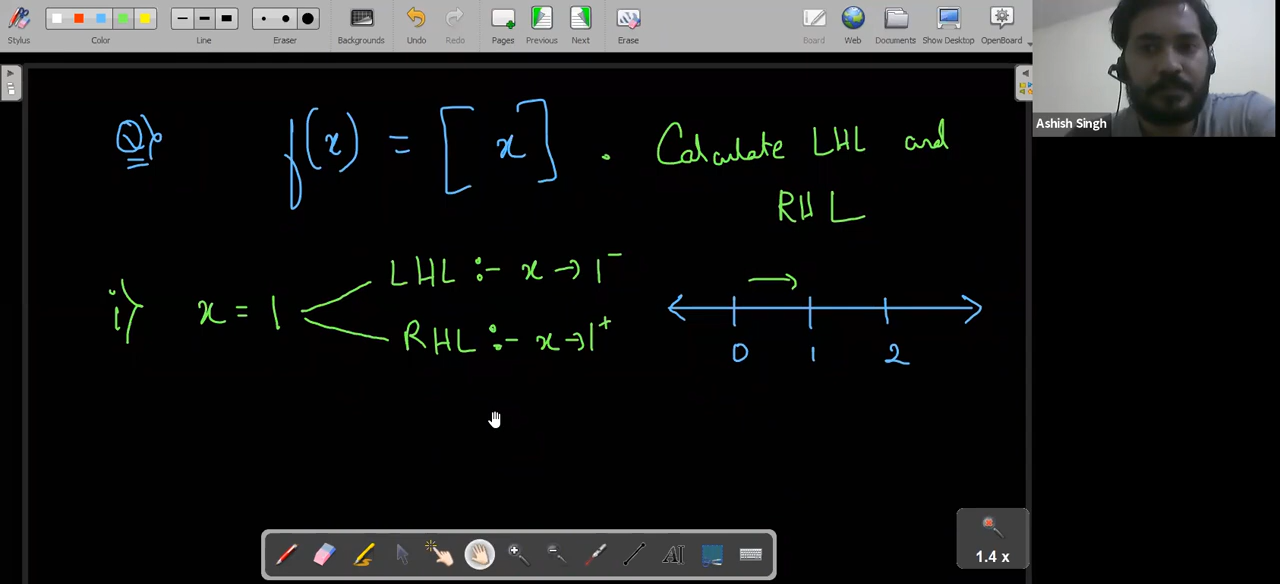 Stylus
Color
Line
Eraser
Backgrounds
Undo
Redo
Pages
Previous
Next
Erase
Board
Web
Documents
Show Desktop
OpenBoard
Ashish Singh
Q) f(x) = [x] . Calculate LHL and
RHL
i) x = 1
LHL :- x → 1⁻
RHL :- x → 1⁺
0 1 2
AI
1.4 x